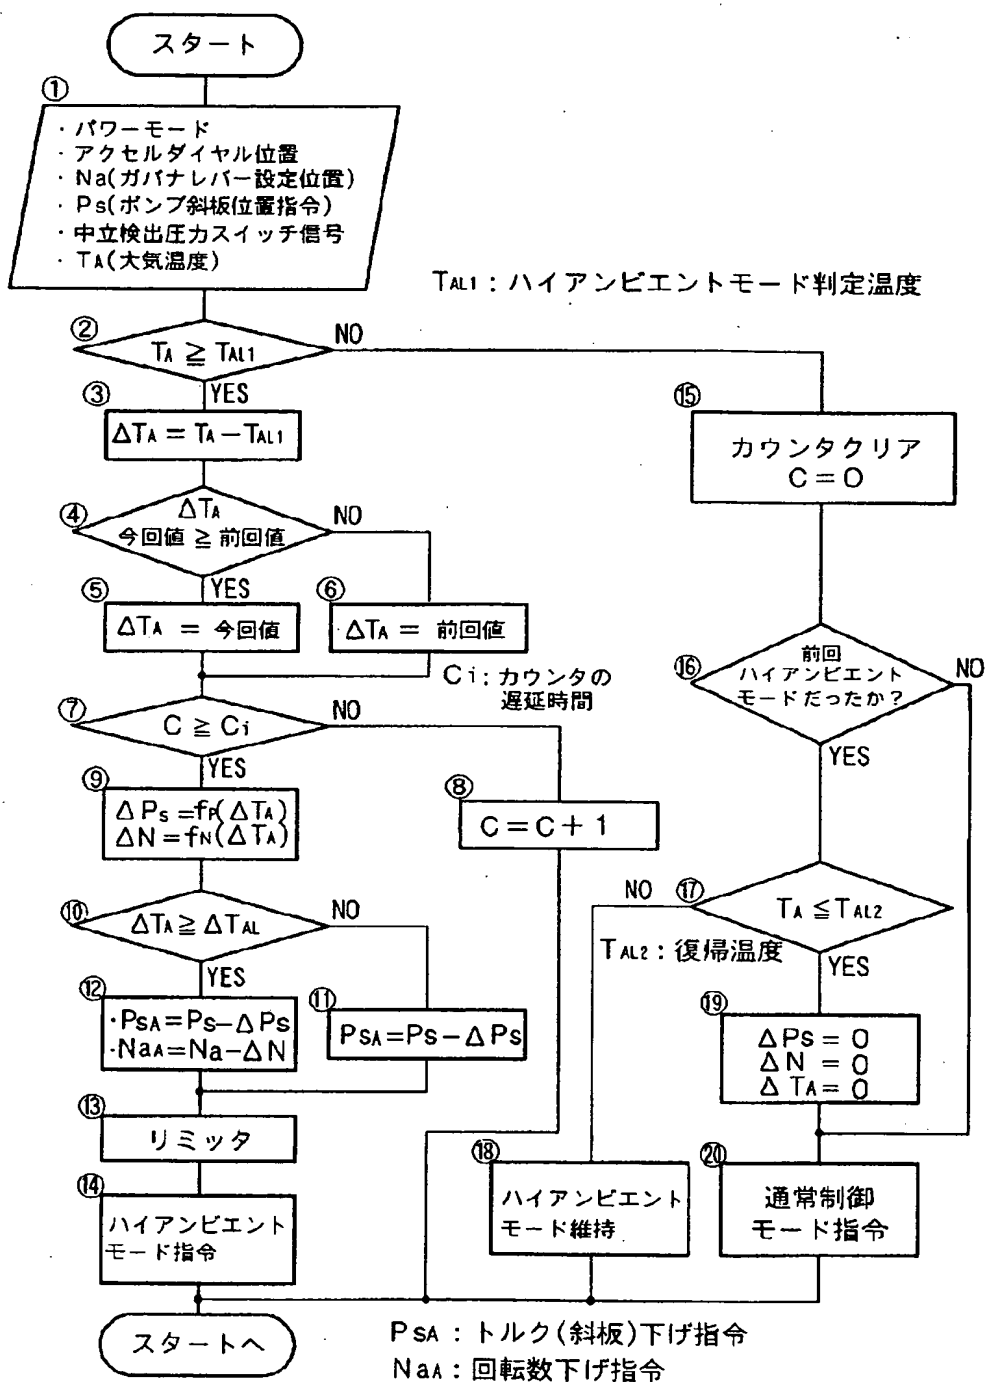 スタート
①
・パワーモード
・アクセルダイヤル位置
・Na(ガバナレバー設定位置)
・Ps(ポンプ斜板位置指令)
・中立検出圧力スイッチ信号
・TA(大気温度)
TAL1：ハイアンビエントモード判定温度
②
TA ≧ TAL1
NO
YES
③
ΔTA = TA − TAL1
④
ΔTA
今回値 ≧ 前回値
NO
YES
⑤
ΔTA = 今回値
⑥
ΔTA = 前回値
Ci：カウンタの
遅延時間
⑦
C ≧ Ci
NO
YES
⑧
C = C + 1
⑨
ΔPs = fP(ΔTA)
ΔN = fN(ΔTA)
⑩
ΔTA ≧ ΔTAL
NO
YES
⑪
PSA = Ps − ΔPs
⑫
・PSA = Ps − ΔPs
・NaA = Na − ΔN
⑬
リミッタ
⑭
ハイアンビエント
モード指令
⑮
カウンタクリア
C = 0
⑯
前回
ハイアンビエント
モードだったか？
NO
YES
⑰
TA ≦ TAL2
NO
YES
TAL2：復帰温度
⑱
ハイアンビエント
モード維持
⑲
ΔPs = 0
ΔN = 0
ΔTA = 0
⑳
通常制御
モード指令
スタートへ
PSA：トルク(斜板)下げ指令
NaA：回転数下げ指令